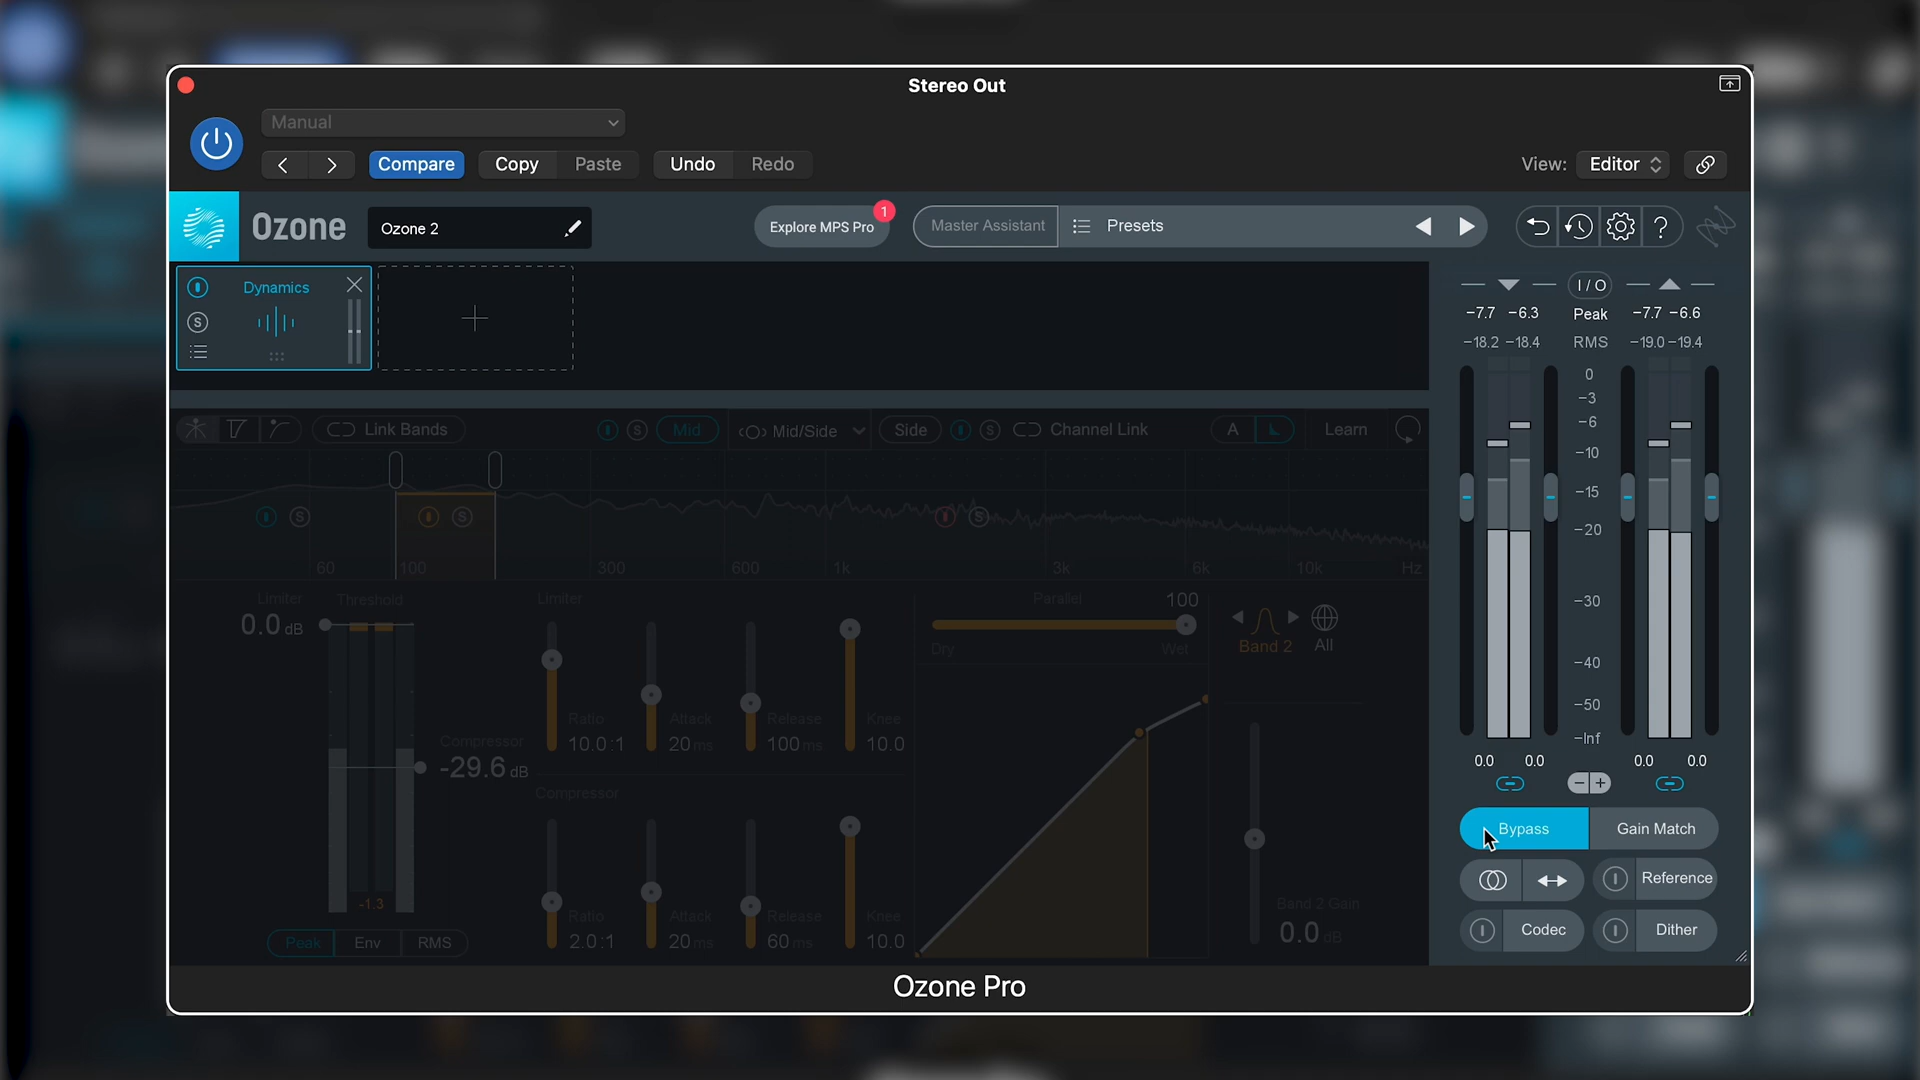 Stereo Out
Manual
Compare Copy Paste Undo Redo View: Editor
Ozone Ozone 2 Explore MPS Pro 1 Master Assistant Presets ?
Dynamics
S
I / O
-7.7 -6.3 Peak -7.7 -6.6
-18.2 -18.4 RMS -19.0 -19.4
0
-3
-6
-10
-15
-20
-30
-40
-50
-Inf
0.0 0.0 0.0 0.0
Bypass Gain Match
Reference
Codec Dither
Link Bands S Mid Mid/Side Side S Channel Link A L Learn
S S S
60 100 300 600 1k 3k 6k 10k Hz
Limiter Threshold Limiter Parallel 100
0.0 dB
Dry Wet Band 2 All
Ratio Attack Release Knee
10.0:1 20 ms 100 ms 10.0
Compressor
-29.6 dB
Compressor
-1.3
Ratio Attack Release Knee
2.0:1 20 ms 60 ms 10.0
Band 2 Gain
0.0 dB
Peak Env RMS
Ozone Pro